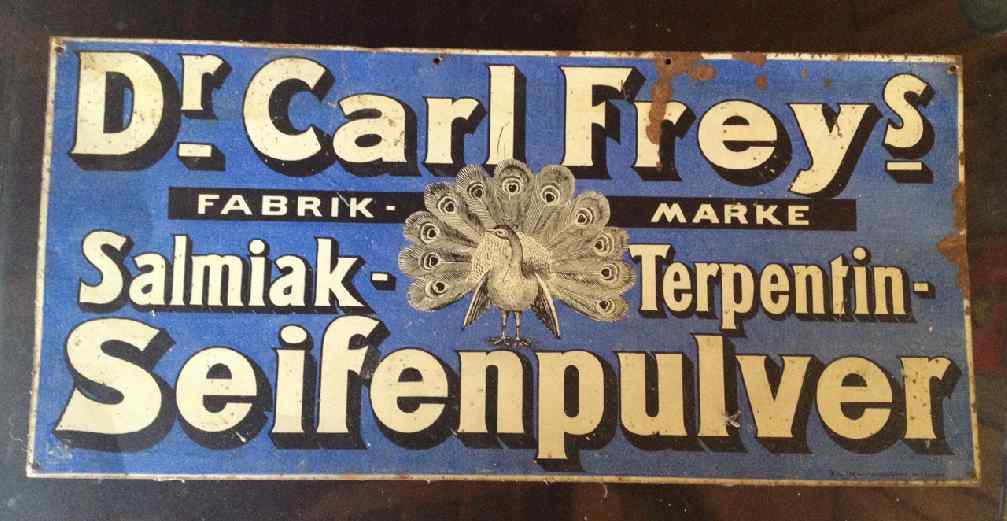 Dr. Carl Freys
FABRIK- MARKE
Salmiak- Terpentin-
Seifenpulver